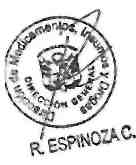 Dirección de Medicamentos, Insumos y Drogas
DIRECCIÓN GENERAL
R. ESPINOZA C.